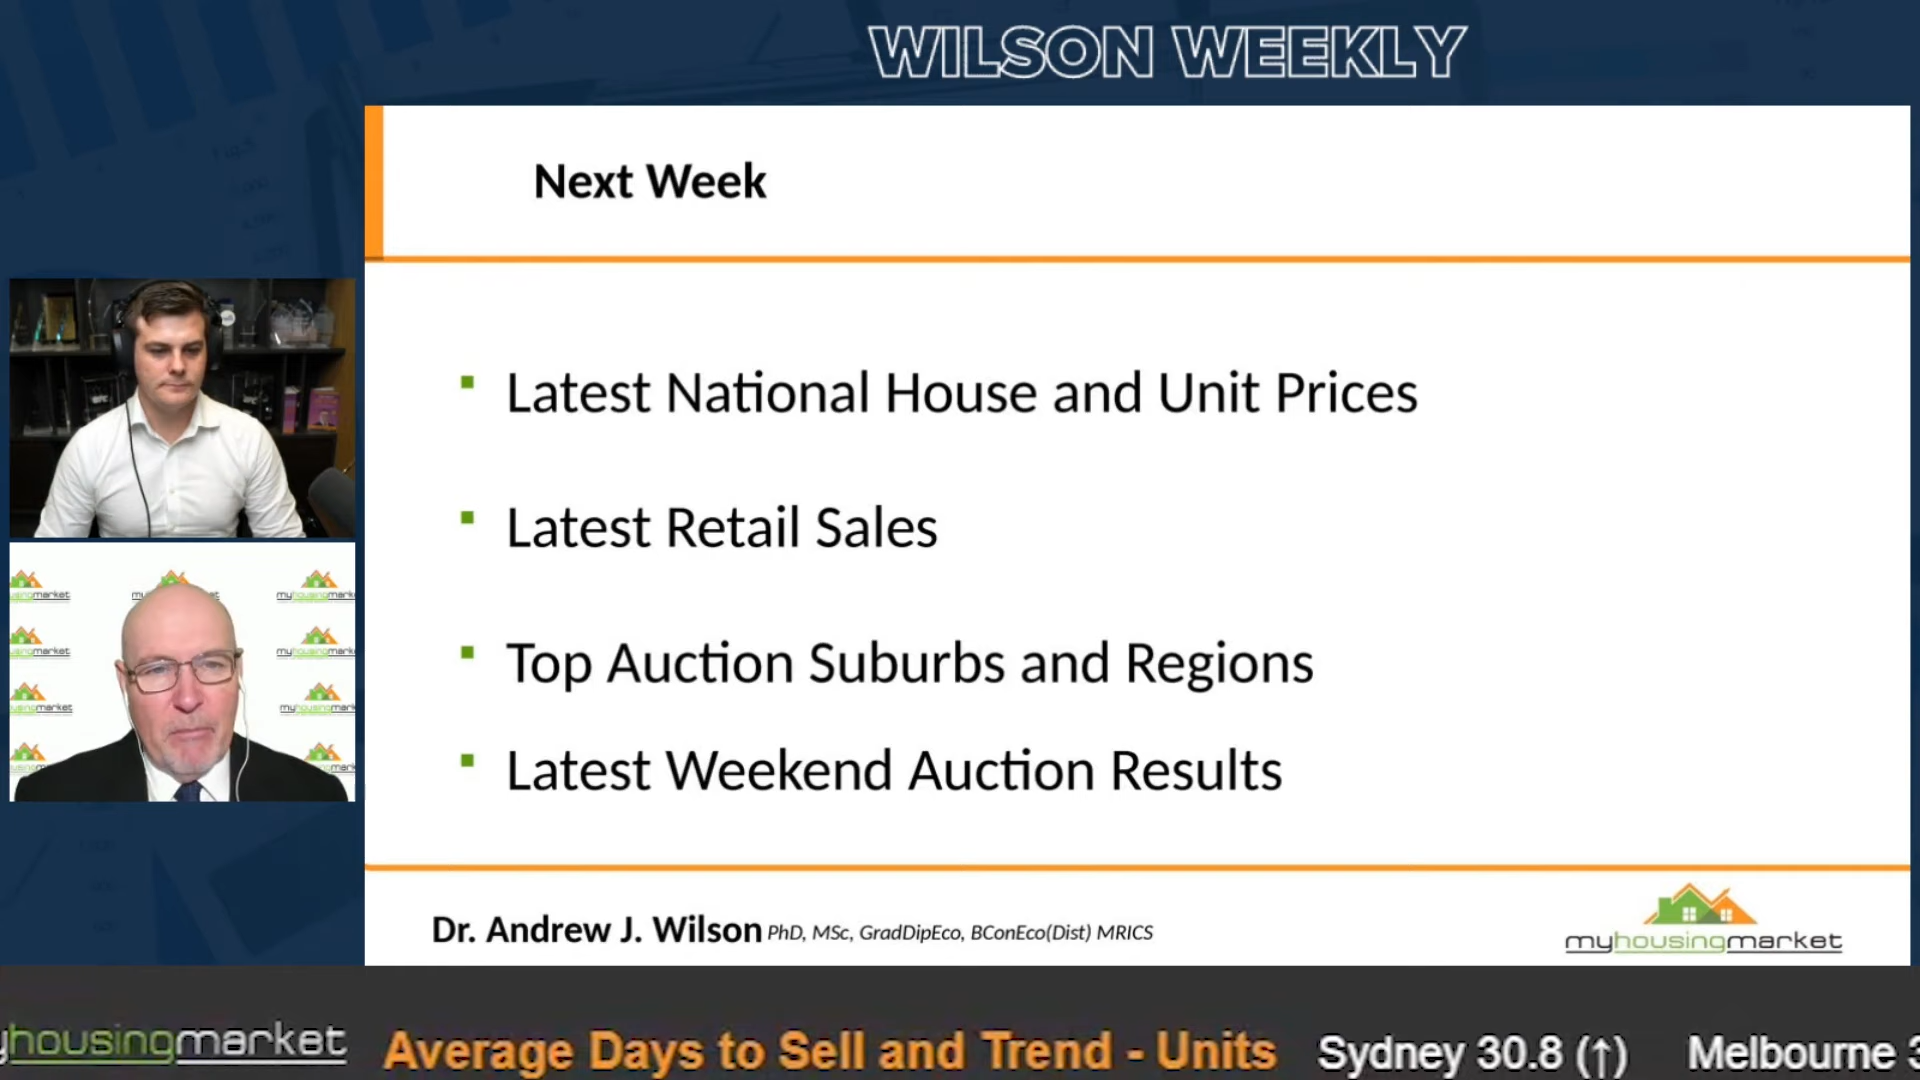 WILSON WEEKLY
Next Week
Latest National House and Unit Prices
Latest Retail Sales
Top Auction Suburbs and Regions
Latest Weekend Auction Results
Dr. Andrew J. Wilson PhD, MSc, GradDipEco, BConEco(Dist) MRICS
myhousingmarket
yhousingmarket Average Days to Sell and Trend - Units Sydney 30.8 (↑) Melbourne 3